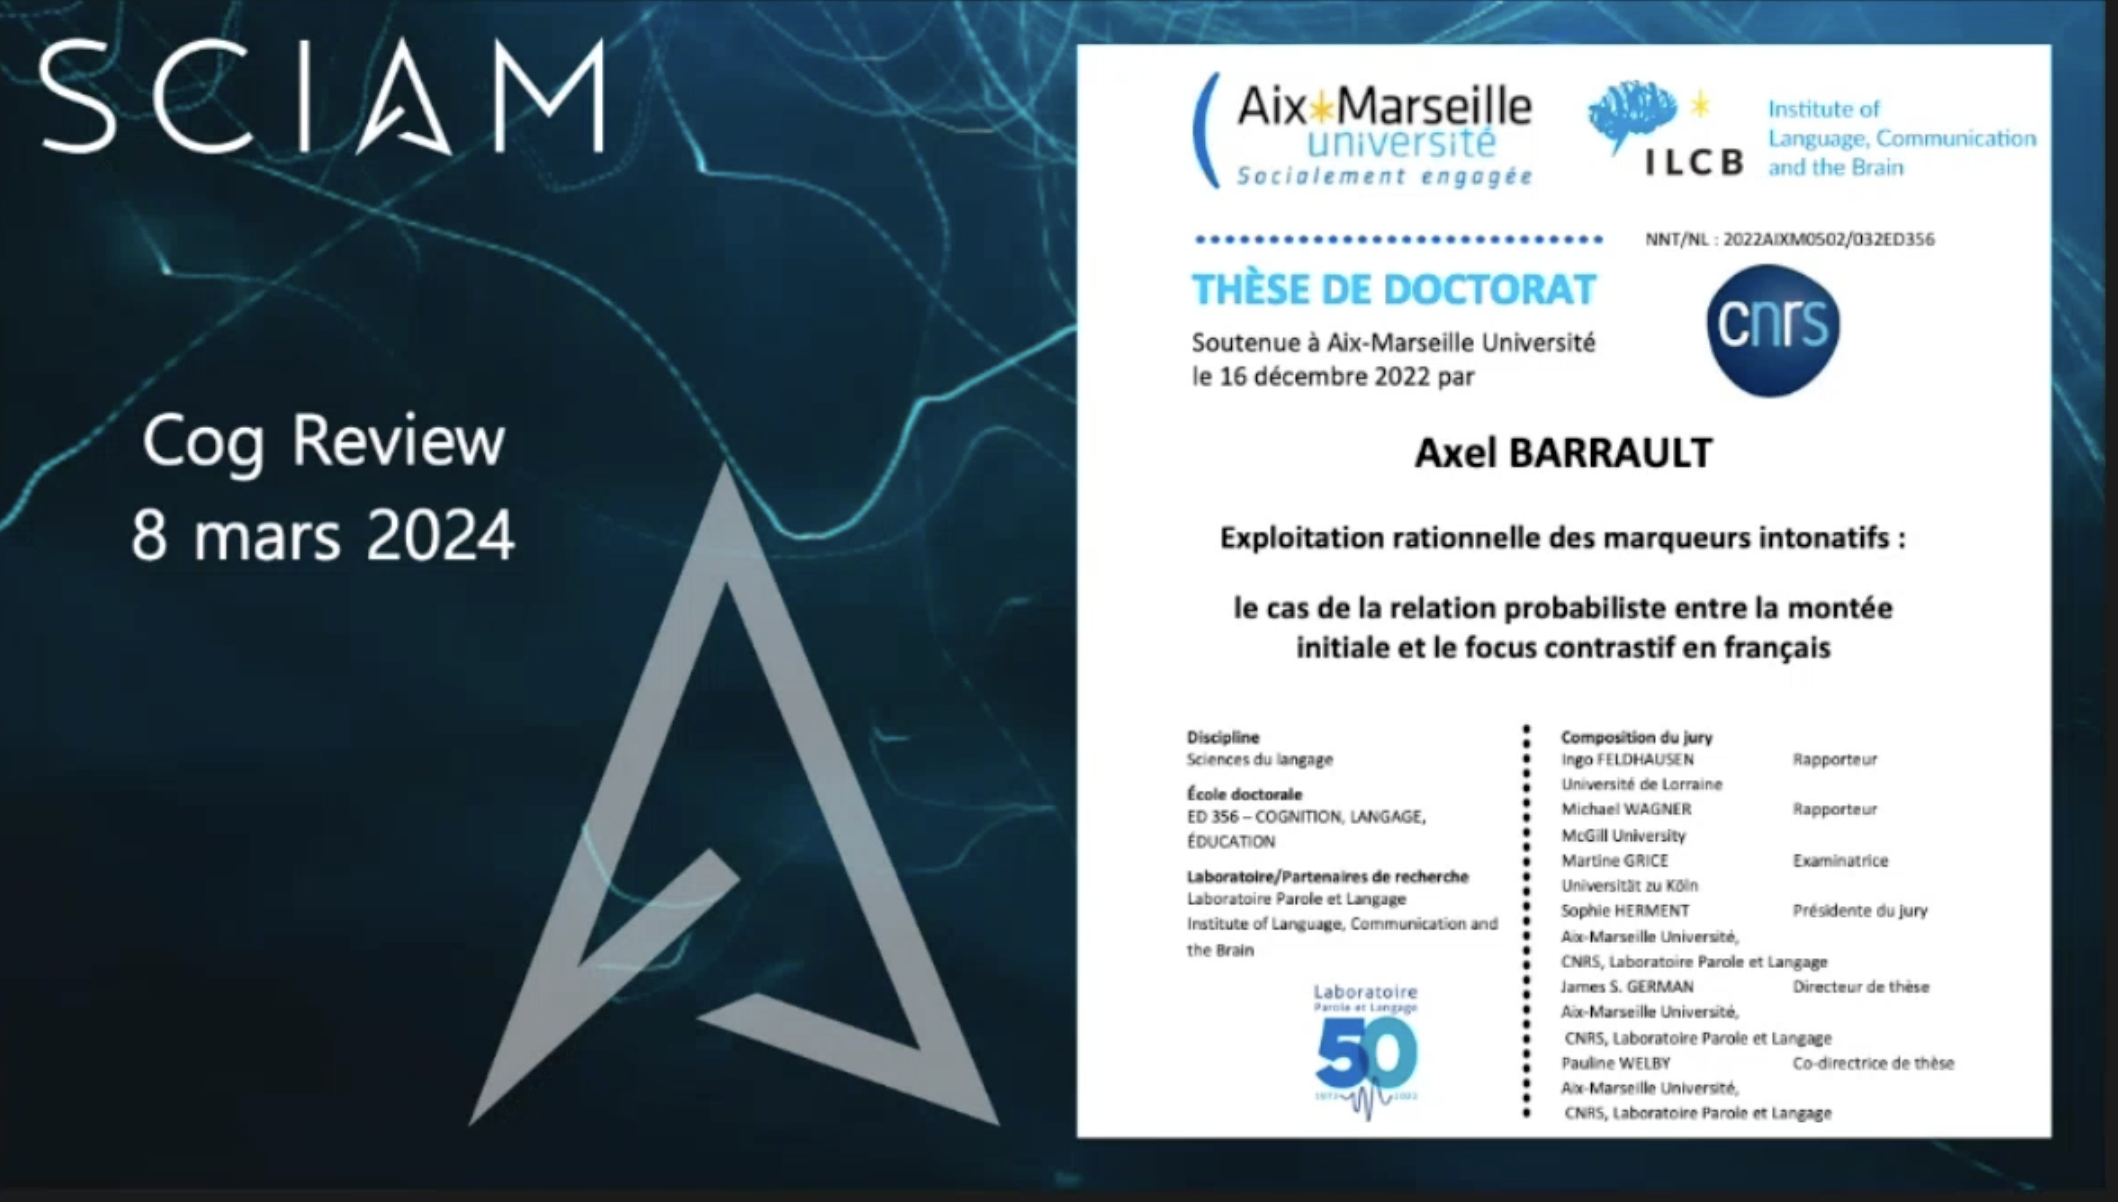 SCIAM
Cog Review
8 mars 2024
Aix*Marseille
université
Socialement engagée
ILCB
Institute of
Language, Communication
and the Brain
NNT/NL : 2022AIXM0502/032ED356
THÈSE DE DOCTORAT
cnrs
Soutenue à Aix-Marseille Université
le 16 décembre 2022 par
Axel BARRAULT
Exploitation rationnelle des marqueurs intonatifs :
le cas de la relation probabiliste entre la montée
initiale et le focus contrastif en français
Discipline
Sciences du langage
École doctorale
ED 356 – COGNITION, LANGAGE,
ÉDUCATION
Laboratoire/Partenaires de recherche
Laboratoire Parole et Langage
Institute of Language, Communication and
the Brain
Laboratoire
Parole et Langage
50
1972 2022
Composition du jury
Ingo FELDHAUSEN Rapporteur
Université de Lorraine
Michael WAGNER Rapporteur
McGill University
Martine GRICE Examinatrice
Universität zu Köln
Sophie HERMENT Présidente du jury
Aix-Marseille Université,
CNRS, Laboratoire Parole et Langage
James S. GERMAN Directeur de thèse
Aix-Marseille Université,
CNRS, Laboratoire Parole et Langage
Pauline WELBY Co-directrice de thèse
Aix-Marseille Université,
CNRS, Laboratoire Parole et Langage